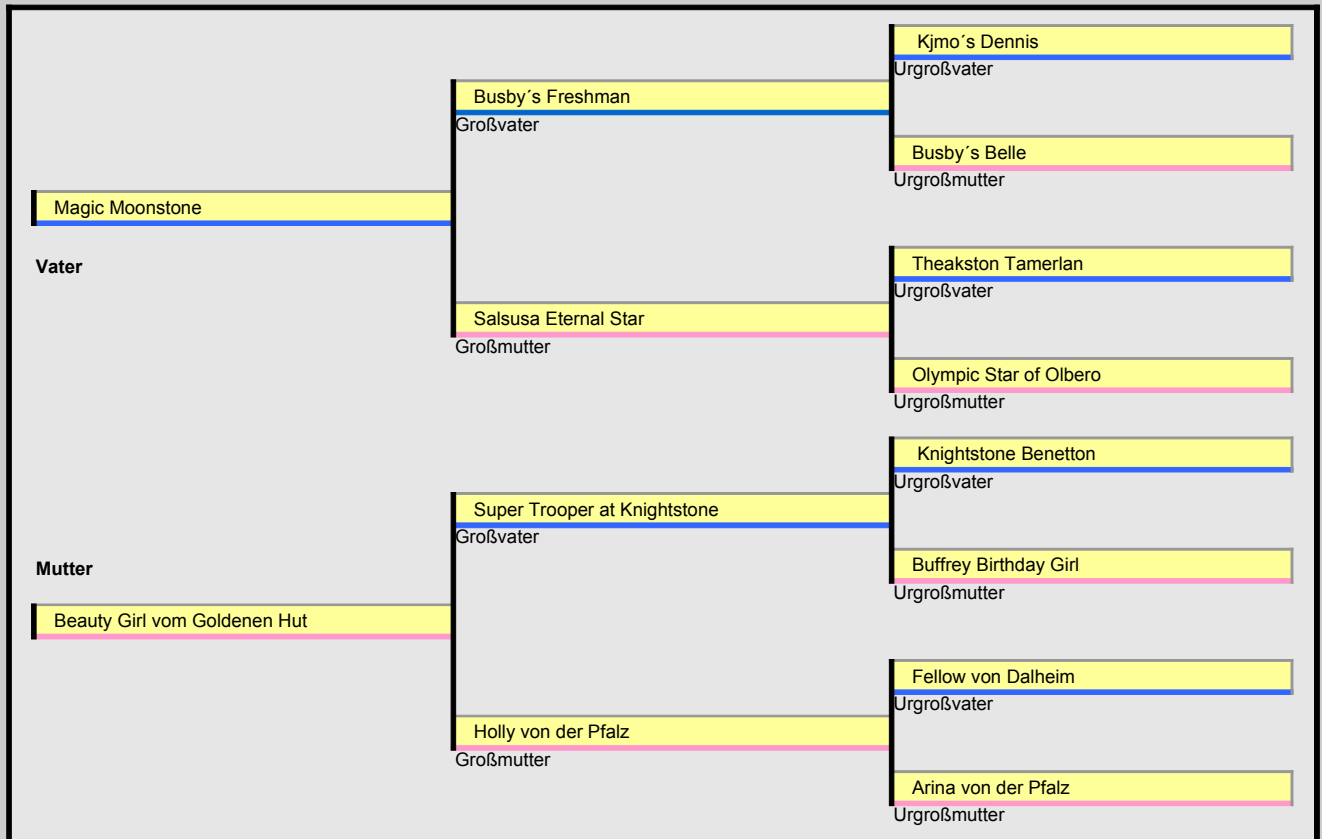 Kjmo´s Dennis
Urgroßvater
Busby´s Freshman
Großvater
Busby´s Belle
Urgroßmutter
Magic Moonstone
Vater
Theakston Tamerlan
Urgroßvater
Salsusa Eternal Star
Großmutter
Olympic Star of Olbero
Urgroßmutter
Knightstone Benetton
Urgroßvater
Super Trooper at Knightstone
Großvater
Mutter
Buffrey Birthday Girl
Urgroßmutter
Beauty Girl vom Goldenen Hut
Fellow von Dalheim
Urgroßvater
Holly von der Pfalz
Großmutter
Arina von der Pfalz
Urgroßmutter